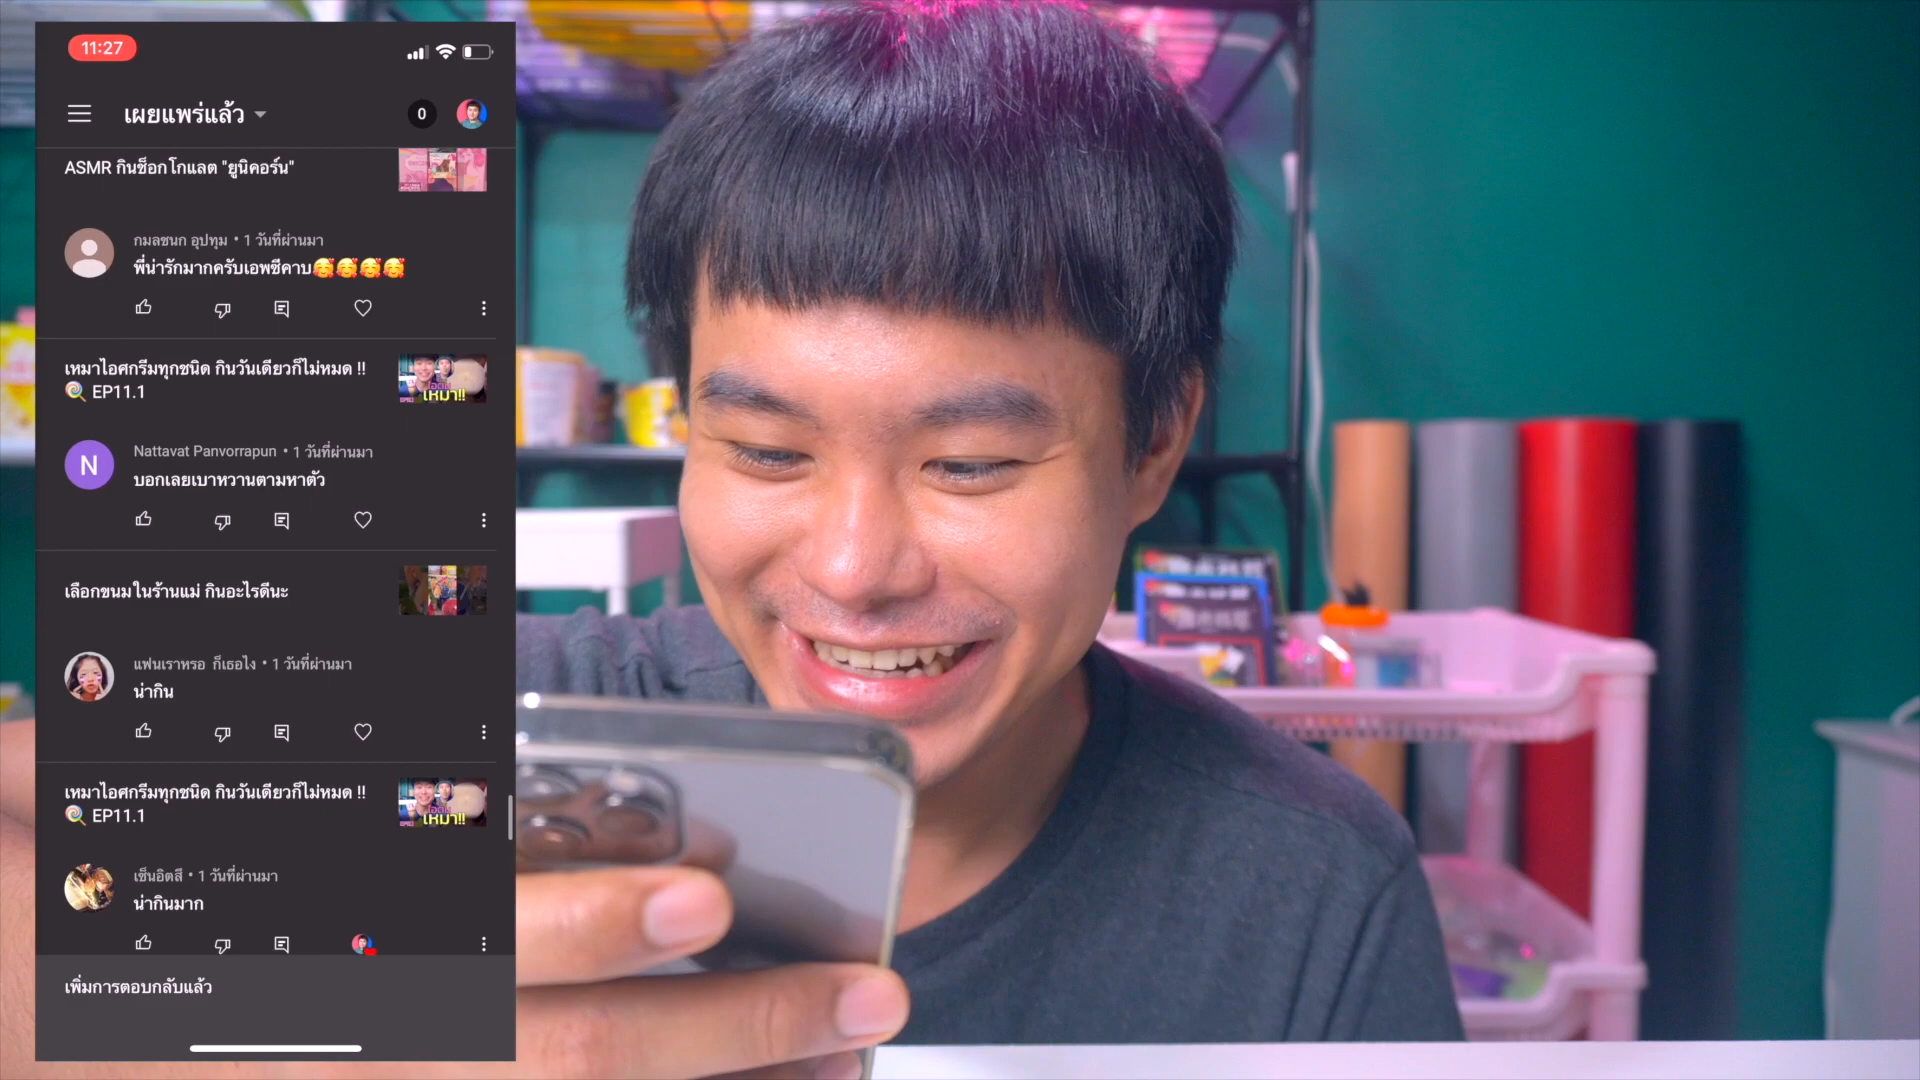 11:27
เผยแพร่แล้ว
0
ASMR กินช็อกโกแลต "ยูนิคอร์น"
กมลชนก อุปทุม • 1 วันที่ผ่านมา
พี่น่ารักมากครับเอฟซีคาบ🥰🥰🥰🥰
เหมาไอศกรีมทุกชนิด กินวันเดียวก็ไม่หมด !!
🍭 EP11.1
เหมา!!
N
Nattavat Panvorrapun • 1 วันที่ผ่านมา
บอกเลยเบาหวานตามหาตัว
เลือกขนมในร้านแม่ กินอะไรดีนะ
แฟนเราหรอ ก็เธอไง • 1 วันที่ผ่านมา
น่ากิน
เหมาไอศกรีมทุกชนิด กินวันเดียวก็ไม่หมด !!
🍭 EP11.1
เหมา!!
เซ็นอิตสึ • 1 วันที่ผ่านมา
น่ากินมาก
เพิ่มการตอบกลับแล้ว